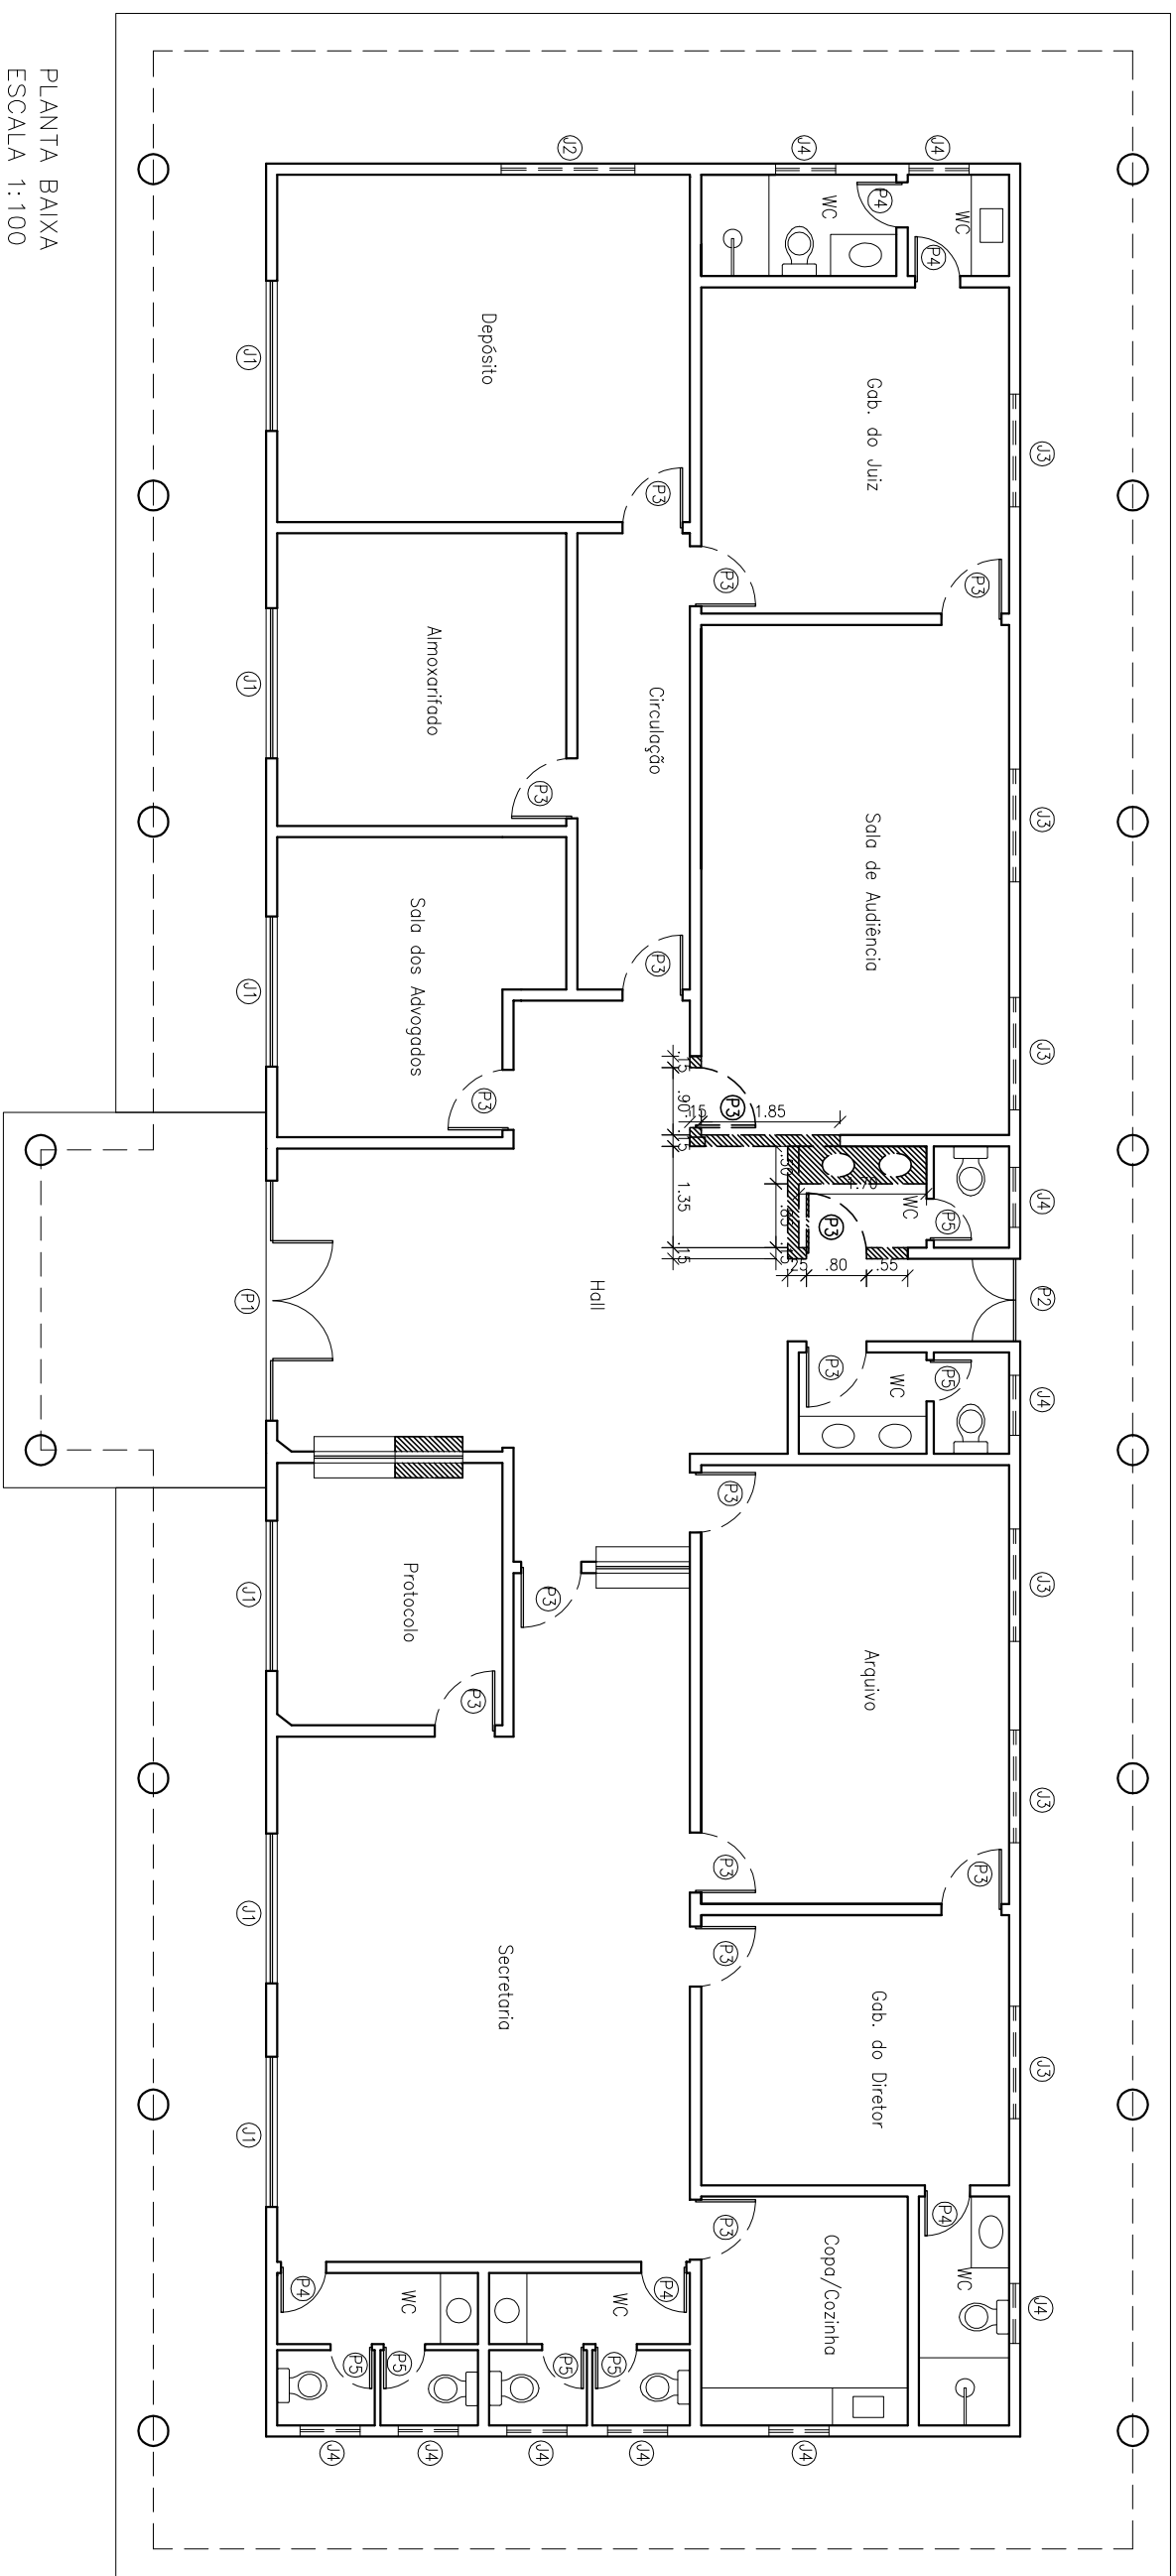 J3
J3
J3
J4
P2
J4
J3
J3
J3
J4
J4
WC
P4
P3
P5
WC
P5
WC
P3
P4
WC
J4
WC
P4
Gab. do Juiz
Sala de Audiência
P3
P3
Arquivo
Gab. do Diretor
Copa/Cozinha
J4
.25
.80
.55
.15
1.85
.85
.15
P3
P3
P3
P3
P3
P3
.15
.90
.15
1.35
.15
J2
P3
Circulação
P3
Hall
P3
WC
P4
P5
J4
P5
J4
Depósito
Almoxarifado
P3
Sala dos Advogados
P3
Protocolo
P3
Secretaria
WC
P4
P5
J4
P5
J4
J1
J1
J1
P1
J1
J1
J1
PLANTA BAIXA
ESCALA 1:100